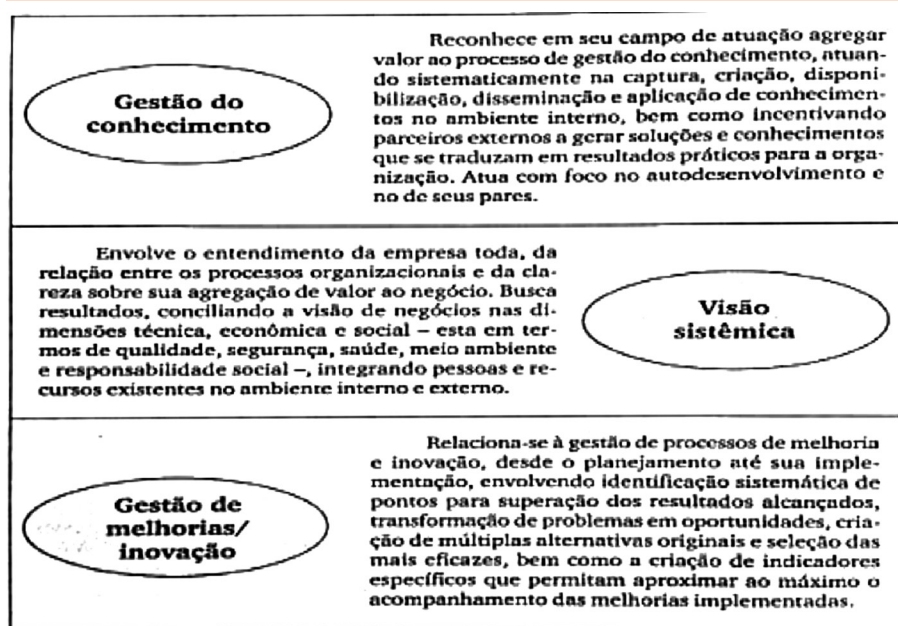 Reconhece em seu campo de atuação agregar
valor ao processo de gestão do conhecimento, atuan-
do sistematicamente na captura, criação, disponi-
bilização, disseminação e aplicação de conhecimen-
tos no ambiente interno, bem como incentivando
parceiros externos a gerar soluções e conhecimentos
que se traduzam em resultados práticos para a orga-
nização. Atua com foco no autodesenvolvimento e
no de seus pares.
Gestão do
conhecimento
Envolve o entendimento da empresa toda, da
relação entre os processos organizacionais e da cla-
reza sobre sua agregação de valor ao negócio. Busca
resultados, conciliando a visão de negócios nas di-
mensões técnica, econômica e social – esta em ter-
mos de qualidade, segurança, saúde, meio ambiente
e responsabilidade social –, integrando pessoas e re-
cursos existentes no ambiente interno e externo.
Visão
sistêmica
Relaciona-se à gestão de processos de melhoria
e inovação, desde o planejamento até sua imple-
mentação, envolvendo identificação sistemática de
pontos para superação dos resultados alcançados,
transformação de problemas em oportunidades, cria-
ção de múltiplas alternativas originais e seleção das
mais eficazes, bem como a criação de indicadores
específicos que permitam aproximar ao máximo o
acompanhamento das melhorias implementadas.
Gestão de
melhorias/
inovação